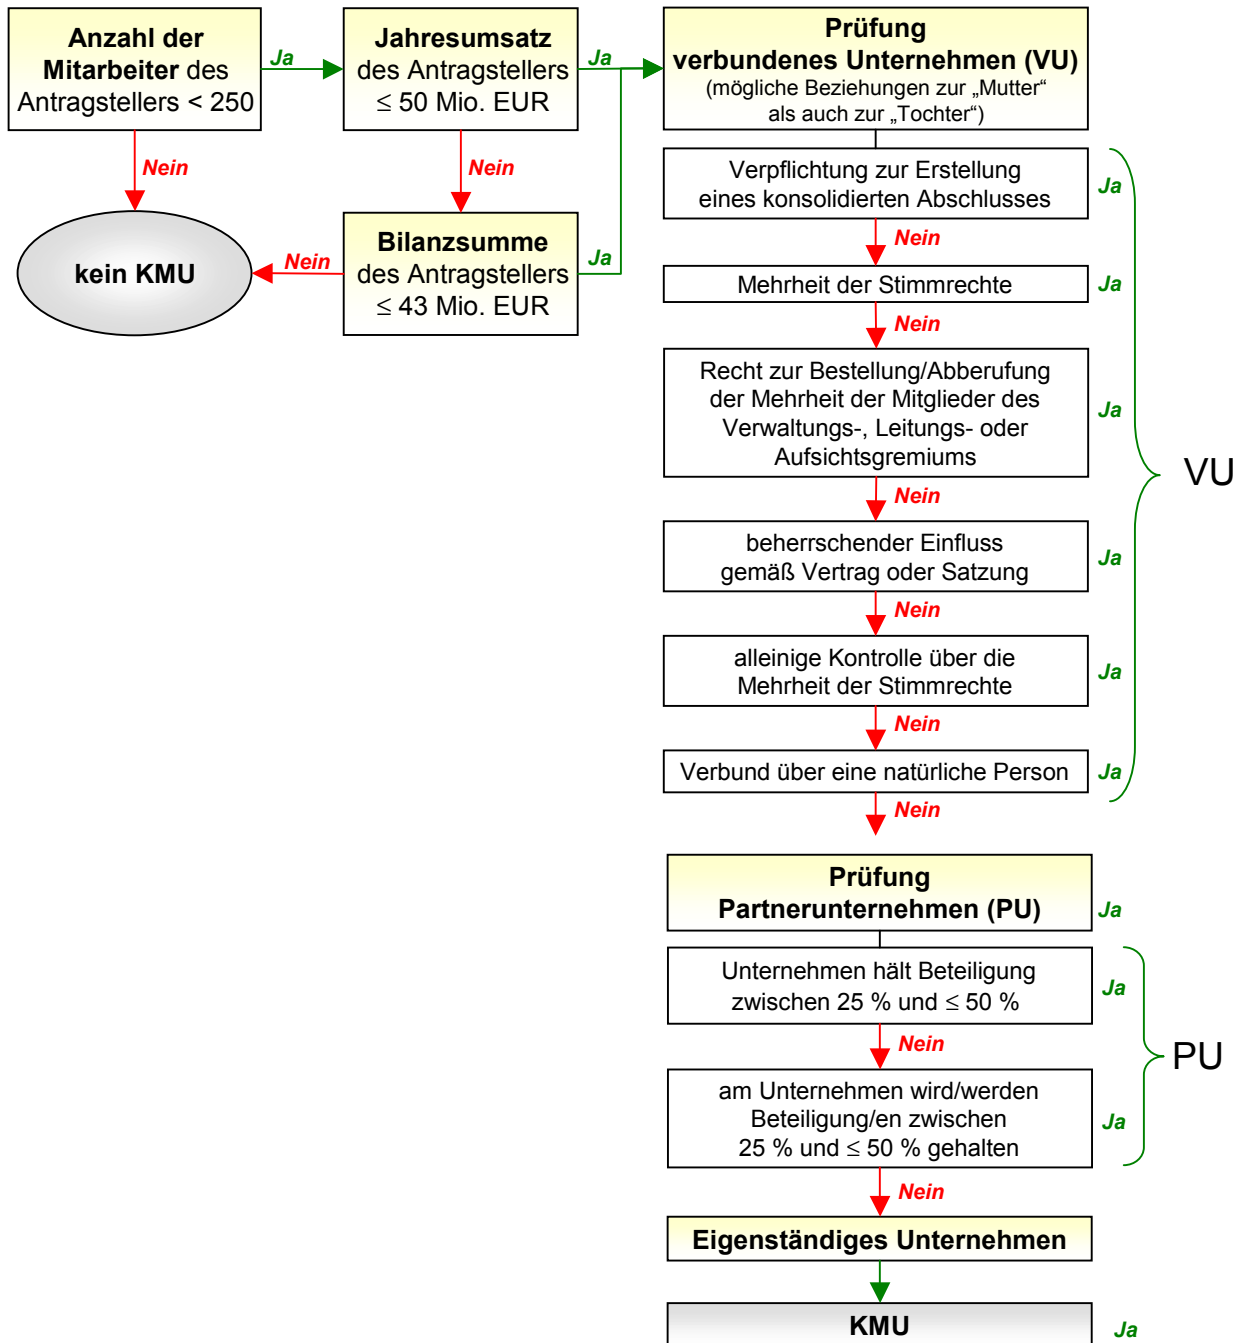 Anzahl der
Mitarbeiter des
Antragstellers < 250
Ja
Jahresumsatz
des Antragstellers
≤ 50 Mio. EUR
Ja
Prüfung
verbundenes Unternehmen (VU)
(mögliche Beziehungen zur „Mutter“
als auch zur „Tochter“)
Nein
Nein
kein KMU
Nein
Bilanzsumme
des Antragstellers
≤ 43 Mio. EUR
Ja
Verpflichtung zur Erstellung
eines konsolidierten Abschlusses
Ja
Nein
Mehrheit der Stimmrechte
Ja
Nein
Recht zur Bestellung/Abberufung
der Mehrheit der Mitglieder des
Verwaltungs-, Leitungs- oder
Aufsichtsgremiums
Ja
Nein
VU
beherrschender Einfluss
gemäß Vertrag oder Satzung
Ja
Nein
alleinige Kontrolle über die
Mehrheit der Stimmrechte
Ja
Nein
Verbund über eine natürliche Person
Ja
Nein
Prüfung
Partnerunternehmen (PU)
Ja
Unternehmen hält Beteiligung
zwischen 25 % und ≤ 50 %
Ja
Nein
PU
am Unternehmen wird/werden
Beteiligung/en zwischen
25 % und ≤ 50 % gehalten
Ja
Nein
Eigenständiges Unternehmen
KMU
Ja